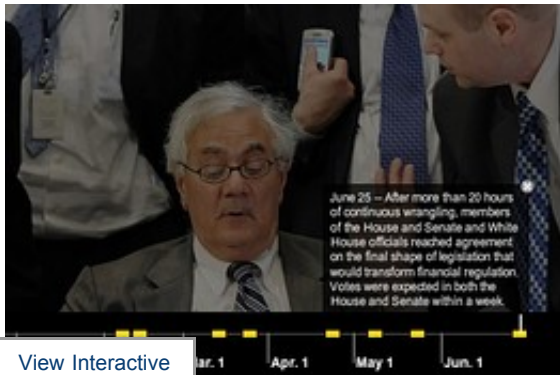 June 25 – After more than 20 hours
of continuous wrangling, members
of the House and Senate and White
House officials reached agreement
on the final shape of legislation that
would transform financial regulation.
Votes were expected in both the
House and Senate within a week.
ar. 1 Apr. 1 May 1 Jun. 1
View Interactive